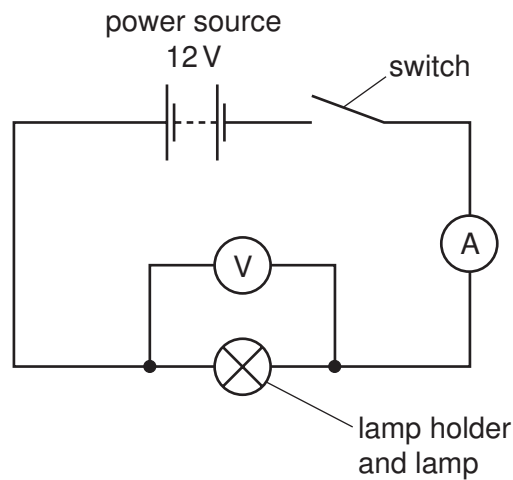 power source
12 V
switch
A
V
lamp holder
and lamp